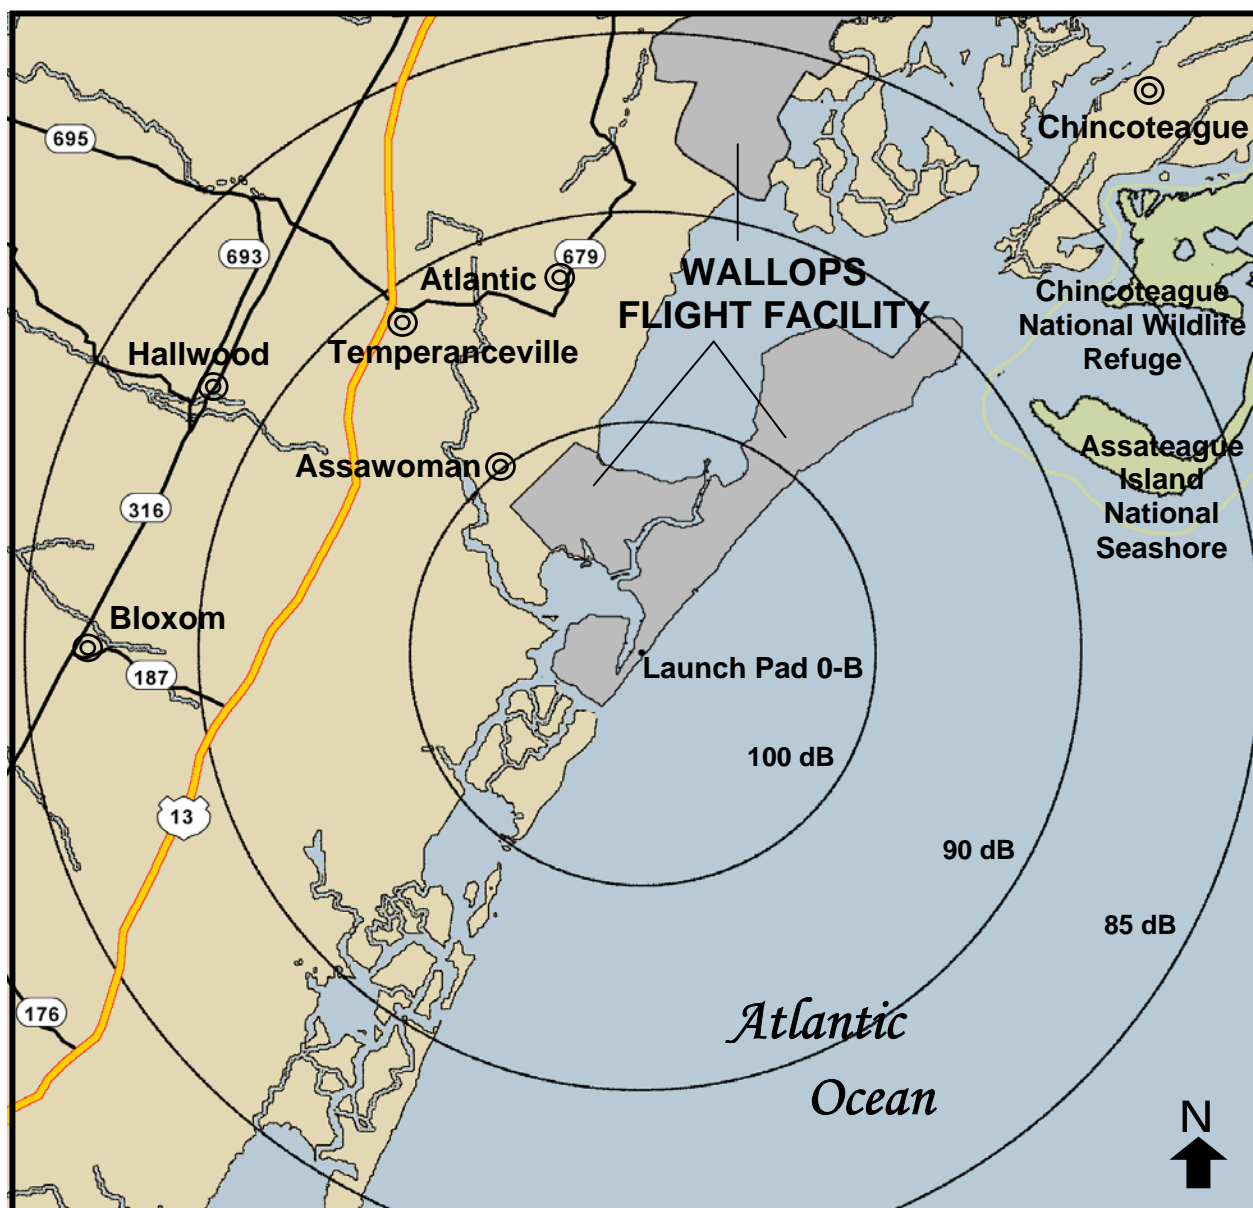 Chincoteague
695
693
679
Atlantic
WALLOPS
FLIGHT FACILITY
Chincoteague
National Wildlife
Refuge
Temperanceville
Hallwood
Assawoman
Assateague
Island
National
Seashore
316
Bloxom
187
Launch Pad 0-B
100 dB
13
90 dB
85 dB
176
Atlantic
Ocean
N